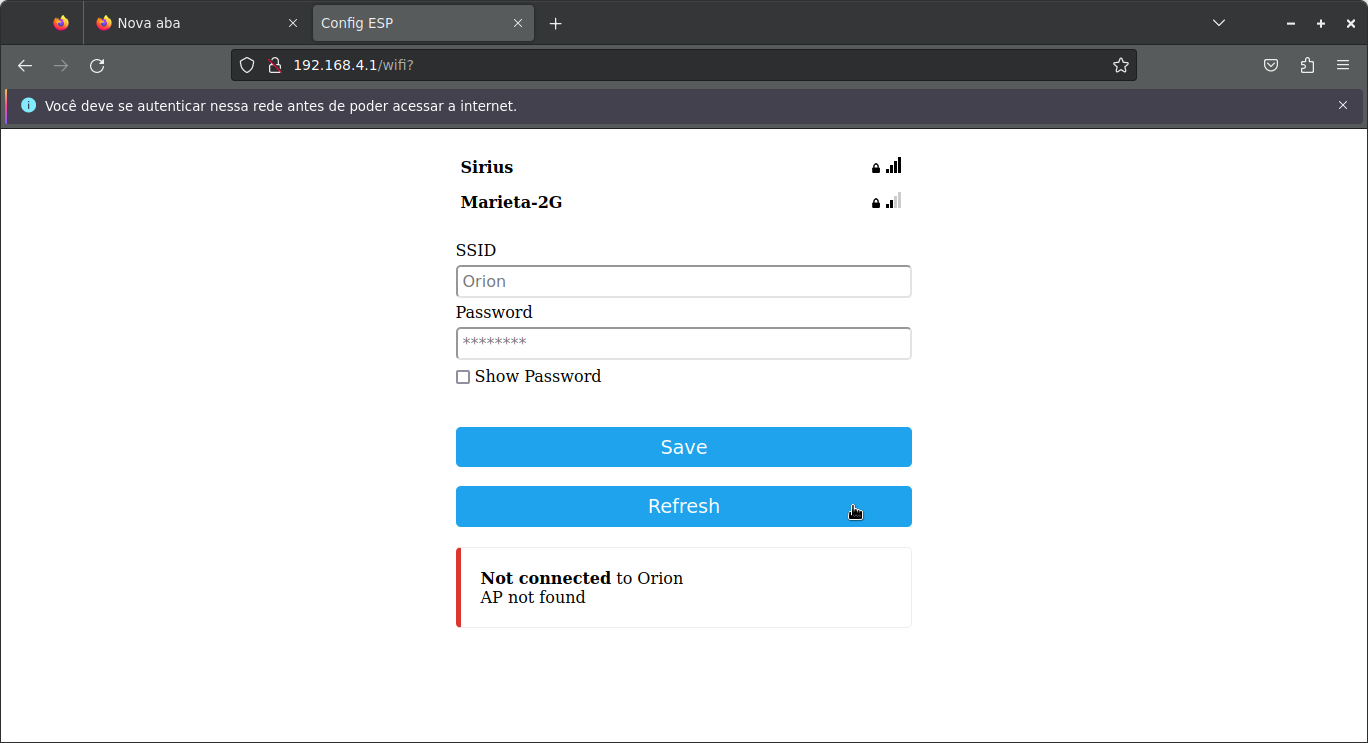 Nova aba
Config ESP
192.168.4.1/wifi?
Você deve se autenticar nessa rede antes de poder acessar a internet.
Sirius
Marieta-2G
SSID
Orion
Password
********
Show Password
Save
Refresh
Not connected to Orion
AP not found